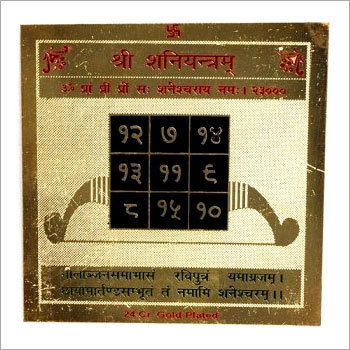 श्री शनियन्त्रम्
ॐ प्रां प्रीं प्रौं सः शनैश्चराय नमः। २३०००
१२ ७ १४
१३ ११ ९
८ १५ १०
नीलाञ्जनसमाभासं रविपुत्रं यमाग्रजम्।
छायामार्तण्डसम्भूतं तं नमामि शनैश्चरम्।
24 Ct. Gold Plated